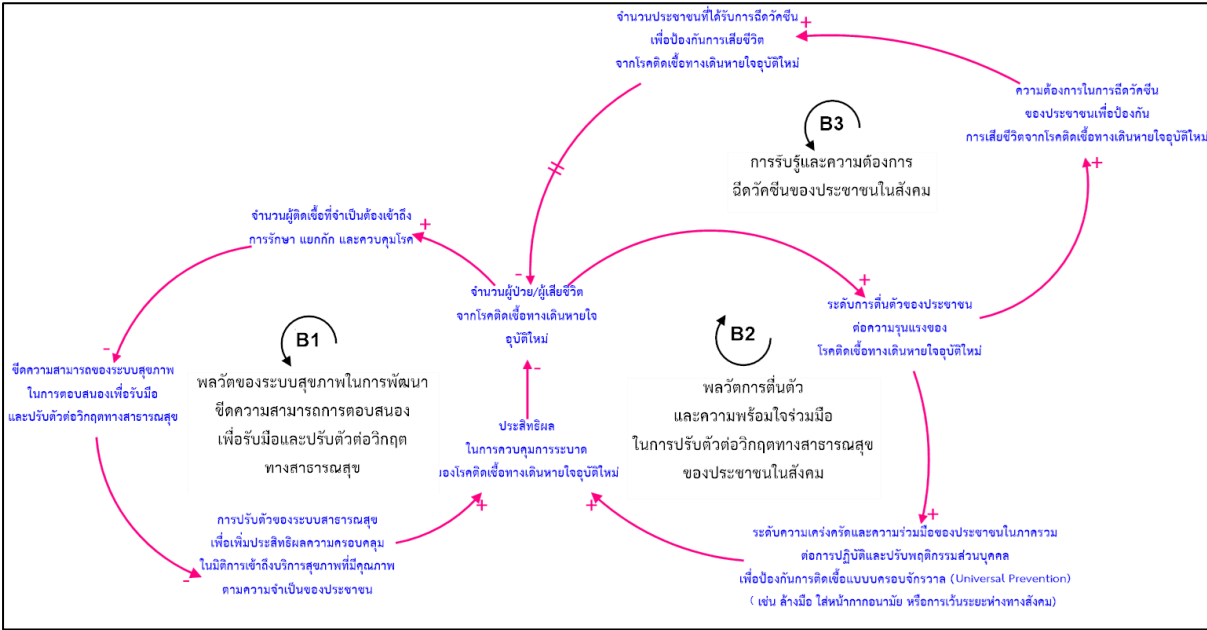 จำนวนประชาชนที่ได้รับการฉีดวัคซีน
เพื่อป้องกันการเสียชีวิต
จากโรคติดเชื้อทางเดินหายใจอุบัติใหม่
+
ความต้องการในการฉีดวัคซีน
ของประชาชนเพื่อป้องกัน
การเสียชีวิตจากโรคติดเชื้อทางเดินหายใจอุบัติใหม่
+
B3
การรับรู้และความต้องการ
ฉีดวัคซีนของประชาชนในสังคม
จำนวนผู้ติดเชื้อที่จำเป็นต้องเข้าถึง
การรักษา แยกกัก และควบคุมโรค
+
-
จำนวนผู้ป่วย/ผู้เสียชีวิต
จากโรคติดเชื้อทางเดินหายใจ
อุบัติใหม่
+
ระดับการตื่นตัวของประชาชน
ต่อความรุนแรงของ
โรคติดเชื้อทางเดินหายใจอุบัติใหม่
-
ขีดความสามารถของระบบสุขภาพ
ในการตอบสนองเพื่อรับมือ
และปรับตัวต่อวิกฤตทางสาธารณสุข
B1
พลวัตของระบบสุขภาพในการพัฒนา
ขีดความสามารถการตอบสนอง
เพื่อรับมือและปรับตัวต่อวิกฤต
ทางสาธารณสุข
B2
พลวัตการตื่นตัว
และความพร้อมใจร่วมมือ
ในการปรับตัวต่อวิกฤตทางสาธารณสุข
ของประชาชนในสังคม
-
ประสิทธิผล
ในการควบคุมการระบาด
ของโรคติดเชื้อทางเดินหายใจอุบัติใหม่
+
+
การปรับตัวของระบบสาธารณสุข
เพื่อเพิ่มประสิทธิผลความครอบคลุม
ในมิติการเข้าถึงบริการสุขภาพที่มีคุณภาพ
ตามความจำเป็นของประชาชน
-
+
ระดับความเคร่งครัดและความร่วมมือของประชาชนในภาครวม
ต่อการปฏิบัติและปรับพฤติกรรมส่วนบุคคล
เพื่อป้องกันการติดเชื้อแบบครอบจักรวาล (Universal Prevention)
( เช่น ล้างมือ ใส่หน้ากากอนามัย หรือการเว้นระยะห่างทางสังคม)